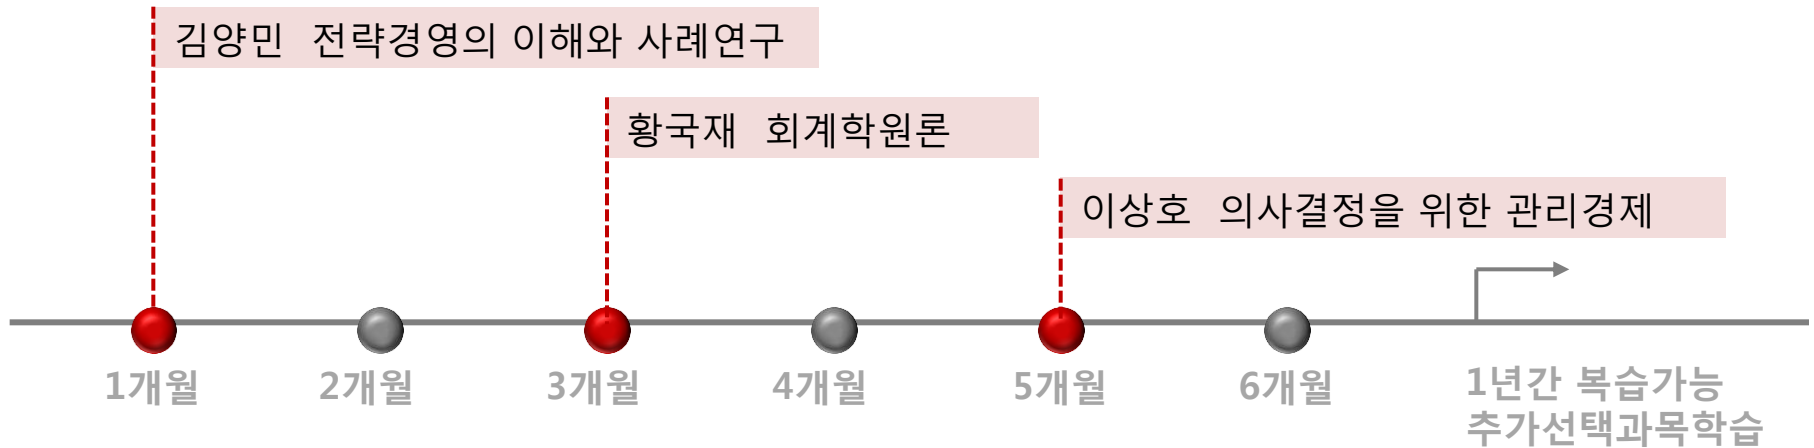 김양민 전략경영의 이해와 사례연구
황국재 회계학원론
이상호 의사결정을 위한 관리경제
1개월
2개월
3개월
4개월
5개월
6개월
1년간 복습가능
추가선택과목학습